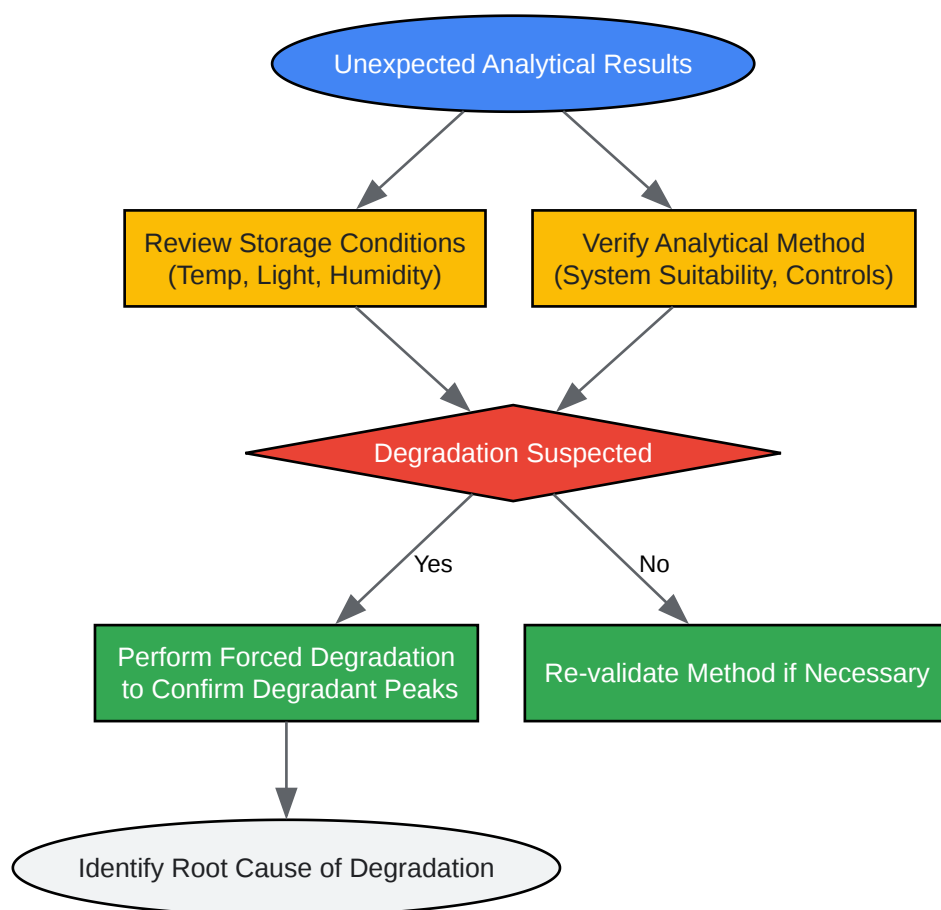 Unexpected Analytical Results
Review Storage Conditions
(Temp, Light, Humidity)
Verify Analytical Method
(System Suitability, Controls)
Degradation Suspected
Yes
No
Perform Forced Degradation
to Confirm Degradant Peaks
Re-validate Method if Necessary
Identify Root Cause of Degradation